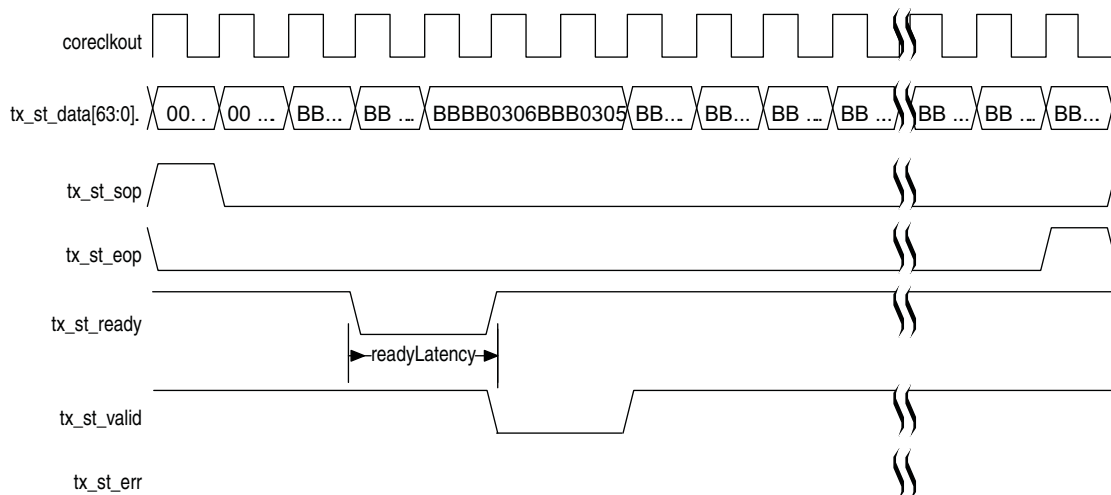 coreclkout
tx_st_data[63:0]. 00. . 00 ... BB... BB ... BBBB0306BBB0305 BB... BB... BB ... BB ... BB ... BB ... BB...
tx_st_sop
tx_st_eop
tx_st_ready
readyLatency
tx_st_valid
tx_st_err